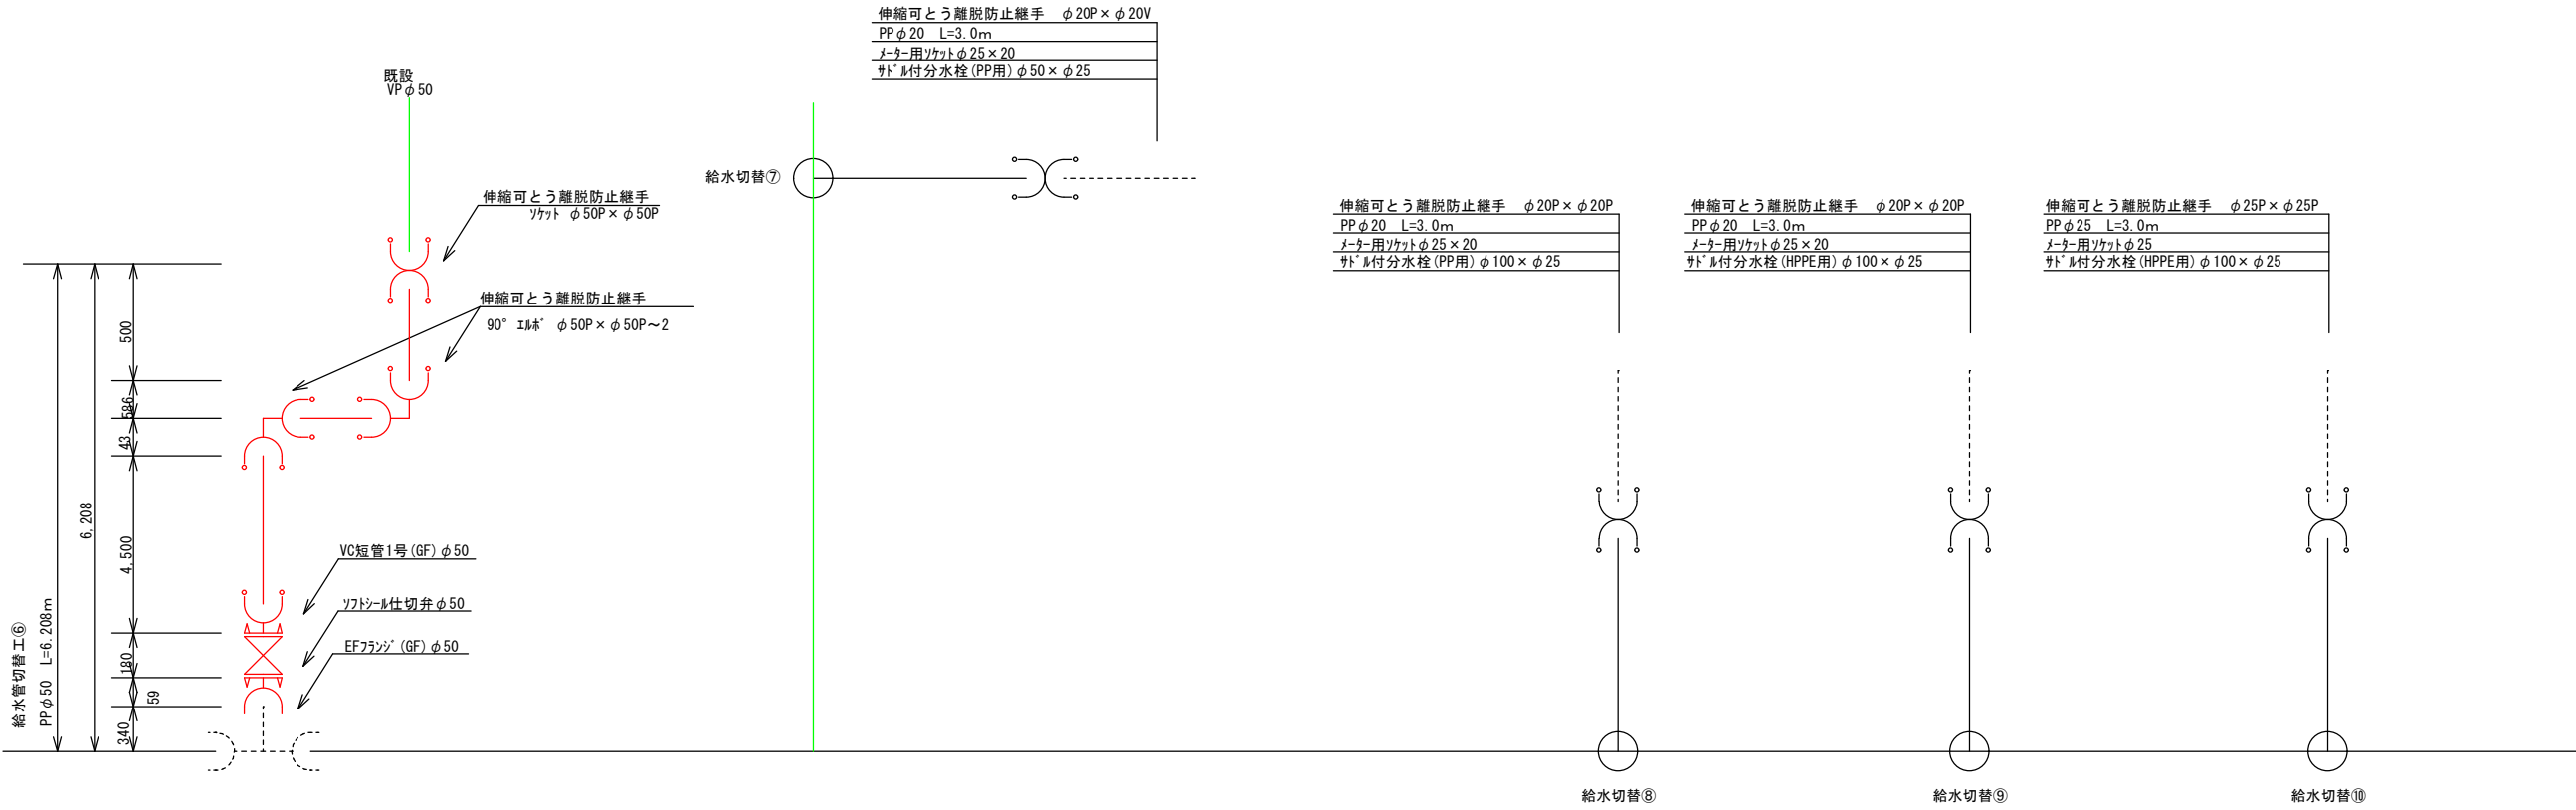 伸縮可とう離脱防止継手　φ20P×φ20V
PPφ20　L=3.0m
ﾒｰﾀｰ用ｿｹｯﾄφ25×20
ｻﾄﾞﾙ付分水栓(PP用)φ50×φ25
既設
VPφ50
給水切替⑦
伸縮可とう離脱防止継手
ｿｹｯﾄ　φ50P×φ50P
伸縮可とう離脱防止継手　φ20P×φ20P
PPφ20　L=3.0m
ﾒｰﾀｰ用ｿｹｯﾄφ25×20
ｻﾄﾞﾙ付分水栓(PP用)φ100×φ25
伸縮可とう離脱防止継手　φ20P×φ20P
PPφ20　L=3.0m
ﾒｰﾀｰ用ｿｹｯﾄφ25×20
ｻﾄﾞﾙ付分水栓(HPPE用)φ100×φ25
伸縮可とう離脱防止継手　φ25P×φ25P
PPφ25　L=3.0m
ﾒｰﾀｰ用ｿｹｯﾄφ25
ｻﾄﾞﾙ付分水栓(HPPE用)φ100×φ25
伸縮可とう離脱防止継手
90°ｴﾙﾎﾞ　φ50P×φ50P～2
500
586
43
4,500
180
59
340
6.208
給水管切替工⑥
PPφ50　L=6.208m
VC短管1号(GF)φ50
ｿﾌﾄｼｰﾙ仕切弁φ50
EFﾌﾗﾝｼﾞ(GF)φ50
給水切替⑧
給水切替⑨
給水切替⑩